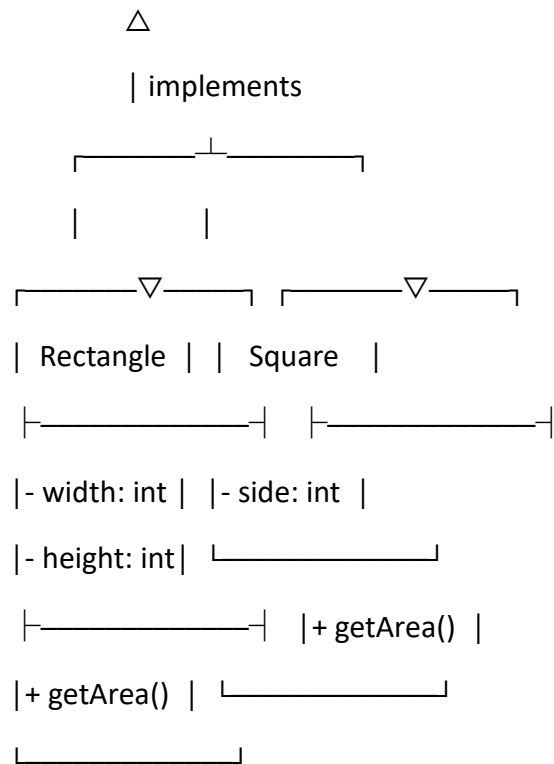 △
| implements
┌───────┴────────┐
| |
┌───────▽─────┐ ┌───────▽─────┐
| Rectangle | | Square |
├─────────────┤ ├─────────────┤
|- width: int | |- side: int |
|- height: int| └─────────────┘
├─────────────┤ |+ getArea() |
|+ getArea() | └─────────────┘
└─────────────┘